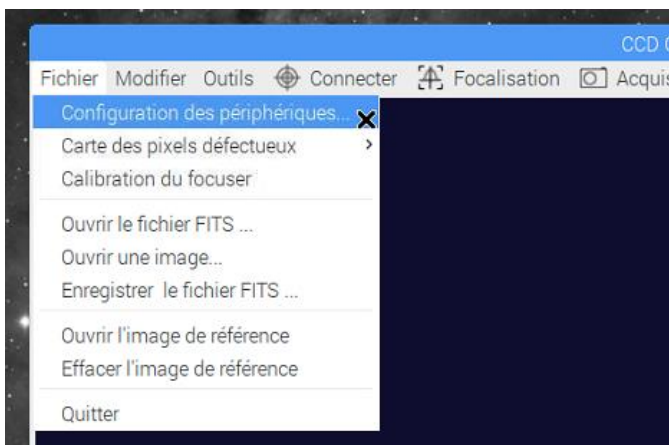 CCD
Fichier Modifier Outils Connecter Focalisation
Configuration des périphériques...
Carte des pixels défectueux
Calibration du focuser
Ouvrir le fichier FITS ...
Ouvrir une image...
Enregistrer le fichier FITS ...
Ouvrir l'image de référence
Effacer l'image de référence
Quitter